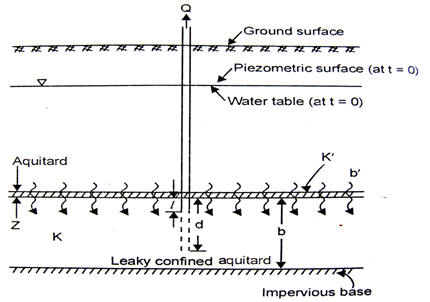 Q
Ground surface
Piezometric surface (at t = 0)
Water table (at t = 0)
Aquitard
K'
b'
Z
l
d
b
K
Leaky confined aquitard
Impervious base